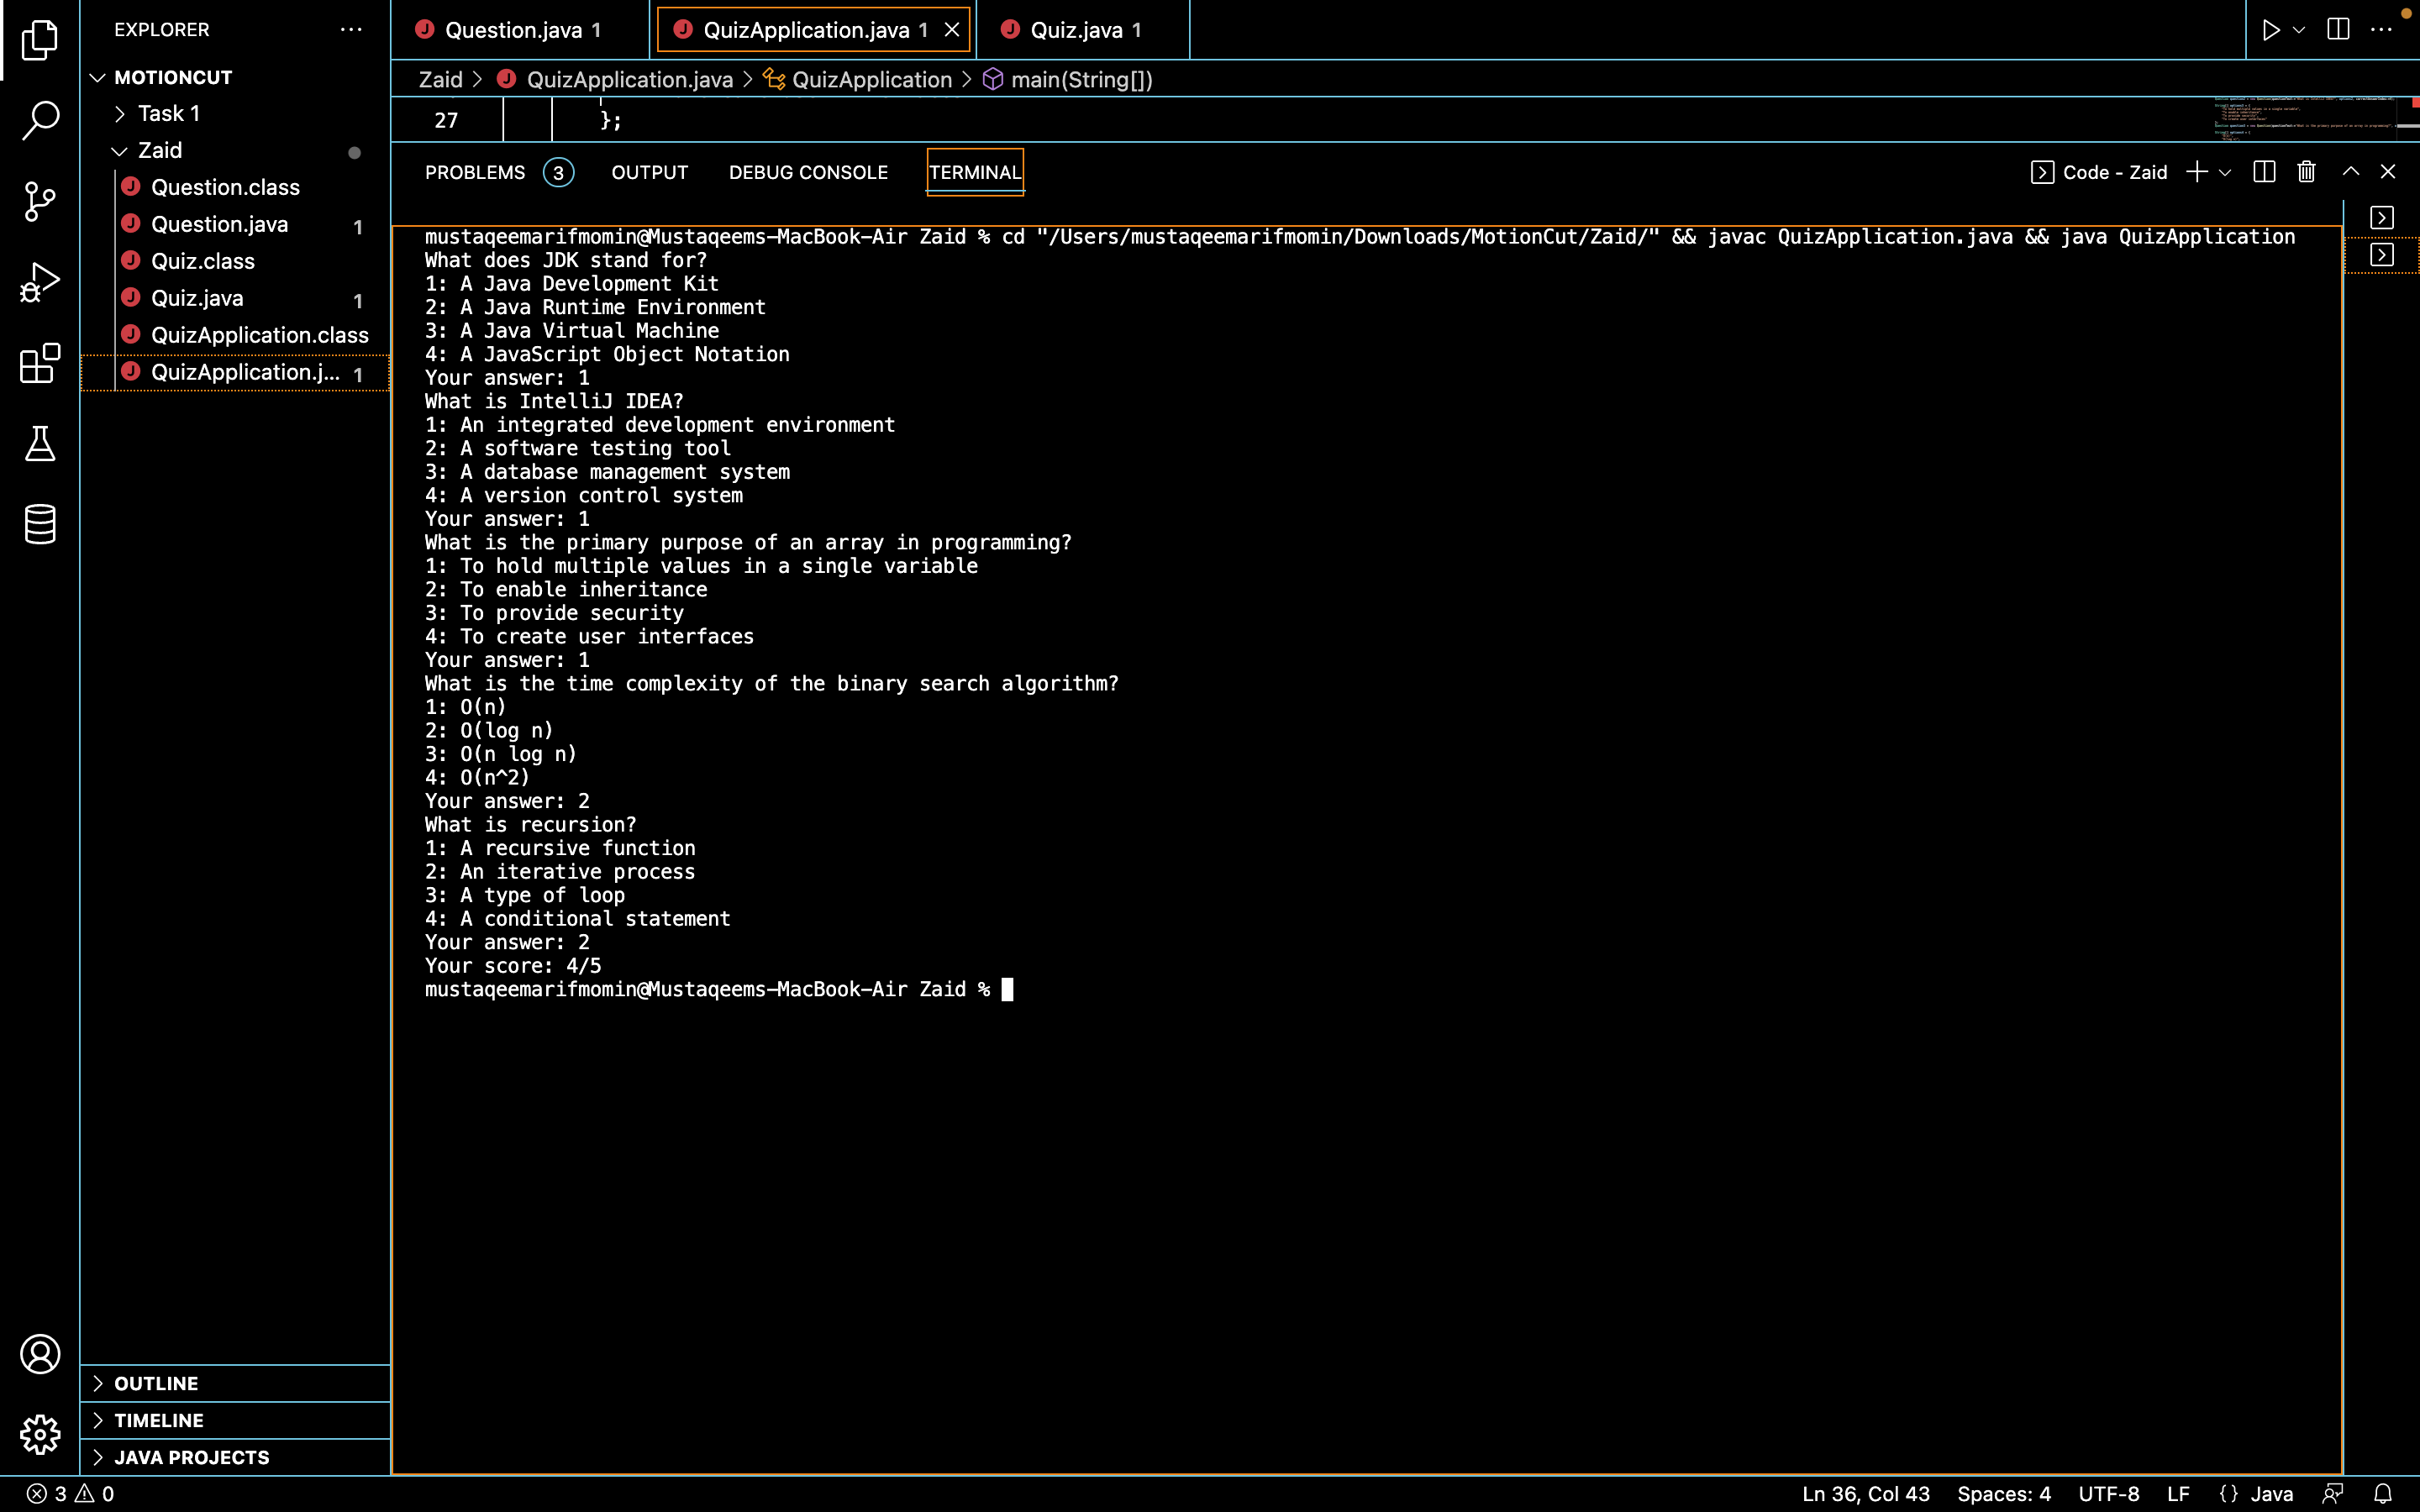 EXPLORER
MOTIONCUT
Task 1
Zaid
Question.class
Question.java 1
Quiz.class
Quiz.java 1
QuizApplication.class
QuizApplication.j... 1
OUTLINE
TIMELINE
JAVA PROJECTS
Question.java 1
QuizApplication.java 1
Quiz.java 1
Zaid > QuizApplication.java > QuizApplication > main(String[])
27 };
PROBLEMS 3 OUTPUT DEBUG CONSOLE TERMINAL
Code - Zaid
mustaqeemarifmomin@Mustaqeems-MacBook-Air Zaid % cd "/Users/mustaqeemarifmomin/Downloads/MotionCut/Zaid/" && javac QuizApplication.java && java QuizApplication
What does JDK stand for?
1: A Java Development Kit
2: A Java Runtime Environment
3: A Java Virtual Machine
4: A JavaScript Object Notation
Your answer: 1
What is IntelliJ IDEA?
1: An integrated development environment
2: A software testing tool
3: A database management system
4: A version control system
Your answer: 1
What is the primary purpose of an array in programming?
1: To hold multiple values in a single variable
2: To enable inheritance
3: To provide security
4: To create user interfaces
Your answer: 1
What is the time complexity of the binary search algorithm?
1: O(n)
2: O(log n)
3: O(n log n)
4: O(n^2)
Your answer: 2
What is recursion?
1: A recursive function
2: An iterative process
3: A type of loop
4: A conditional statement
Your answer: 2
Your score: 4/5
mustaqeemarifmomin@Mustaqeems-MacBook-Air Zaid %
3 0
Ln 36, Col 43 Spaces: 4 UTF-8 LF {} Java